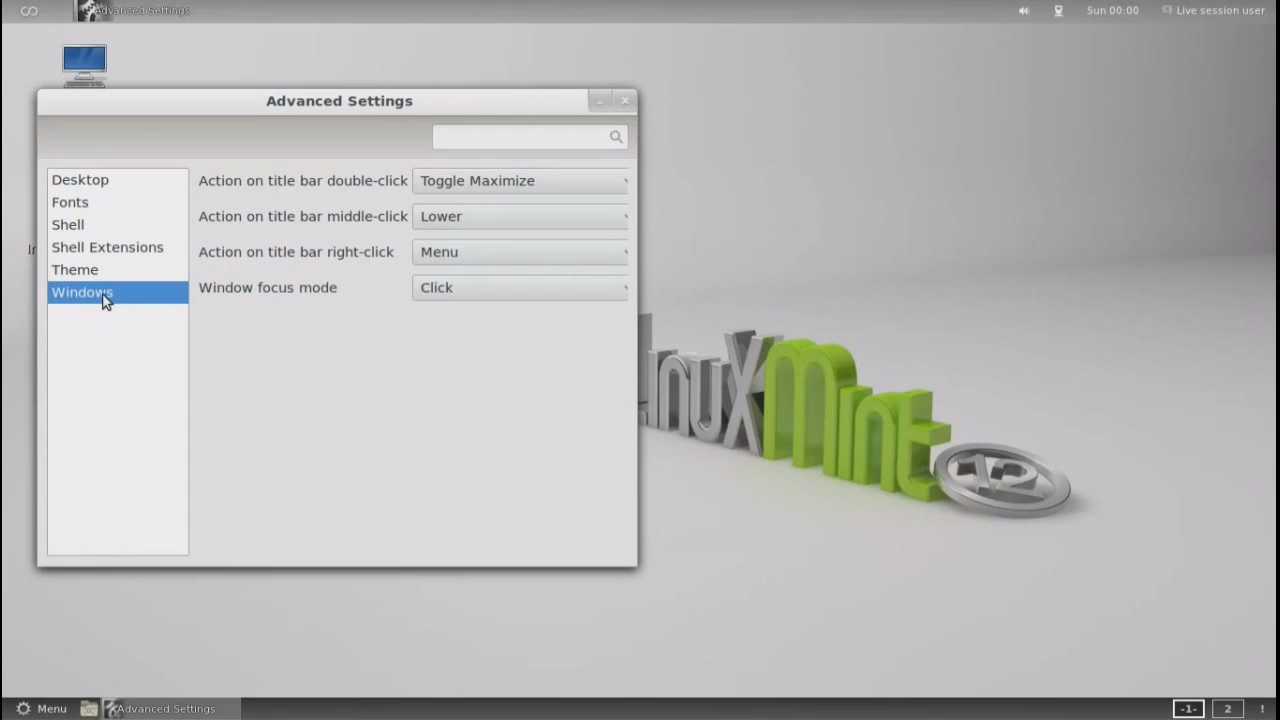 Advanced Settings
Sun 00:00
Live session user
Advanced Settings
Desktop
Fonts
Shell
Shell Extensions
Theme
Windows
Action on title bar double-click
Toggle Maximize
Action on title bar middle-click
Lower
Action on title bar right-click
Menu
Window focus mode
Click
LinuxMint
12
Menu
Advanced Settings
-1-
2
!